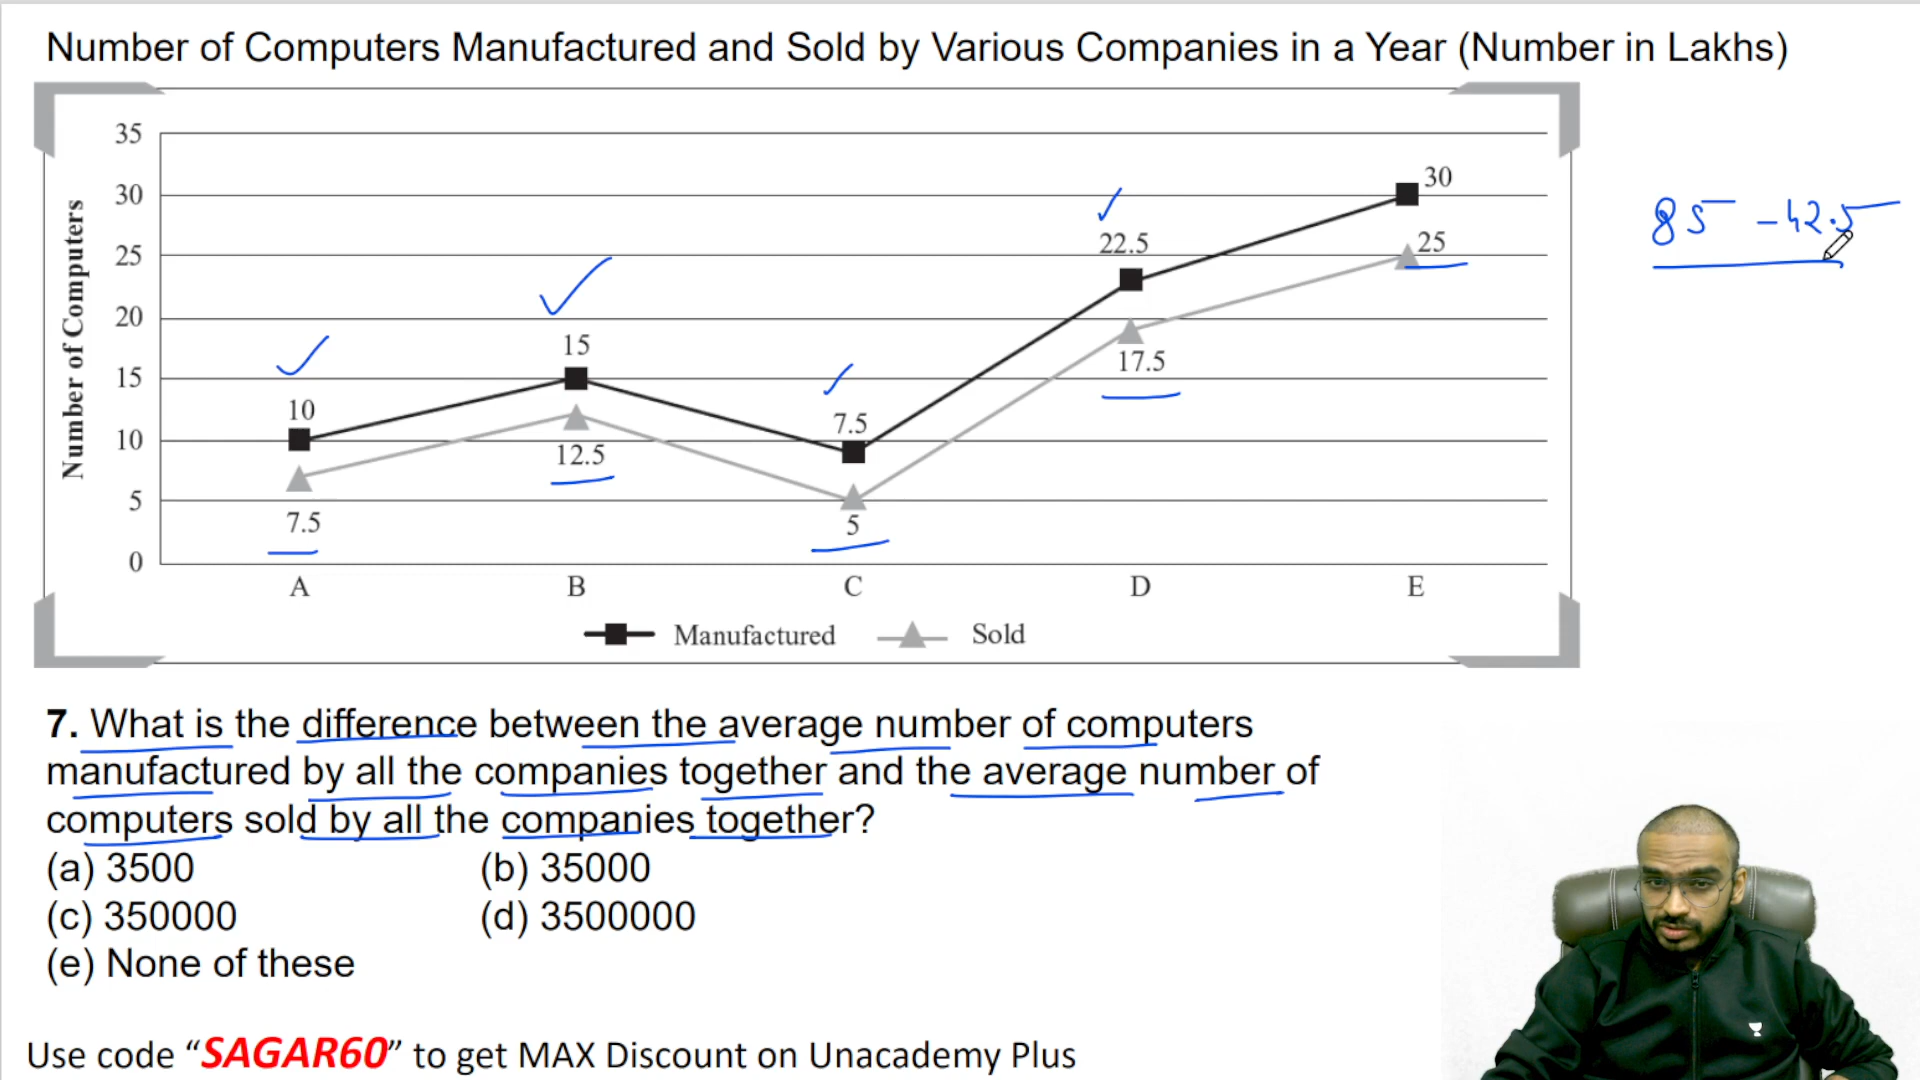 Number of Computers Manufactured and Sold by Various Companies in a Year (Number in Lakhs)
35
30
25
20
15
10
5
0
Number of Computers
10
15
7.5
22.5
30
7.5
12.5
5
17.5
25
A B C D E
Manufactured Sold
85 - 42.5
7. What is the difference between the average number of computers
manufactured by all the companies together and the average number of
computers sold by all the companies together?
(a) 3500 (b) 35000
(c) 350000 (d) 3500000
(e) None of these
Use code “SAGAR60” to get MAX Discount on Unacademy Plus